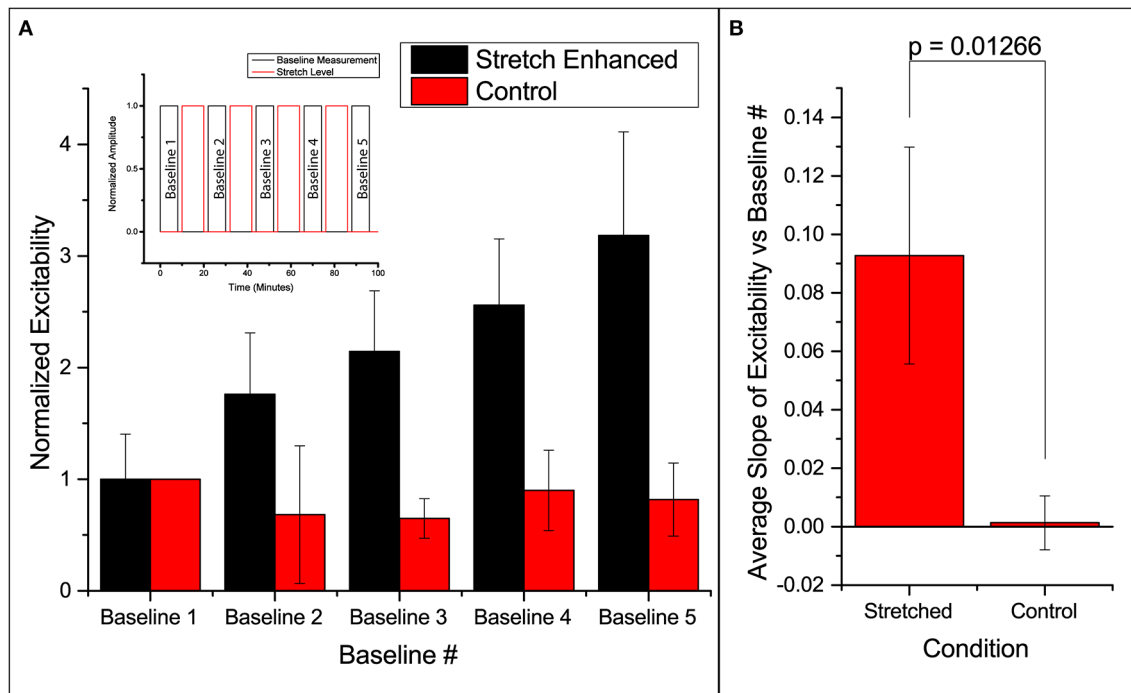 A
Baseline Measurement
Stretch Level
Stretch Enhanced
Control
Normalized Excitability
4
3
2
1
0
Normalized Amplitude
1.0
0.5
0.0
Baseline 1
Baseline 2
Baseline 3
Baseline 4
Baseline 5
0 20 40 60 80 100
Time (Minutes)
Baseline 1 Baseline 2 Baseline 3 Baseline 4 Baseline 5
Baseline #
B
p = 0.01266
Average Slope of Excitability vs Baseline #
0.14
0.12
0.10
0.08
0.06
0.04
0.02
0.00
-0.02
Stretched Control
Condition